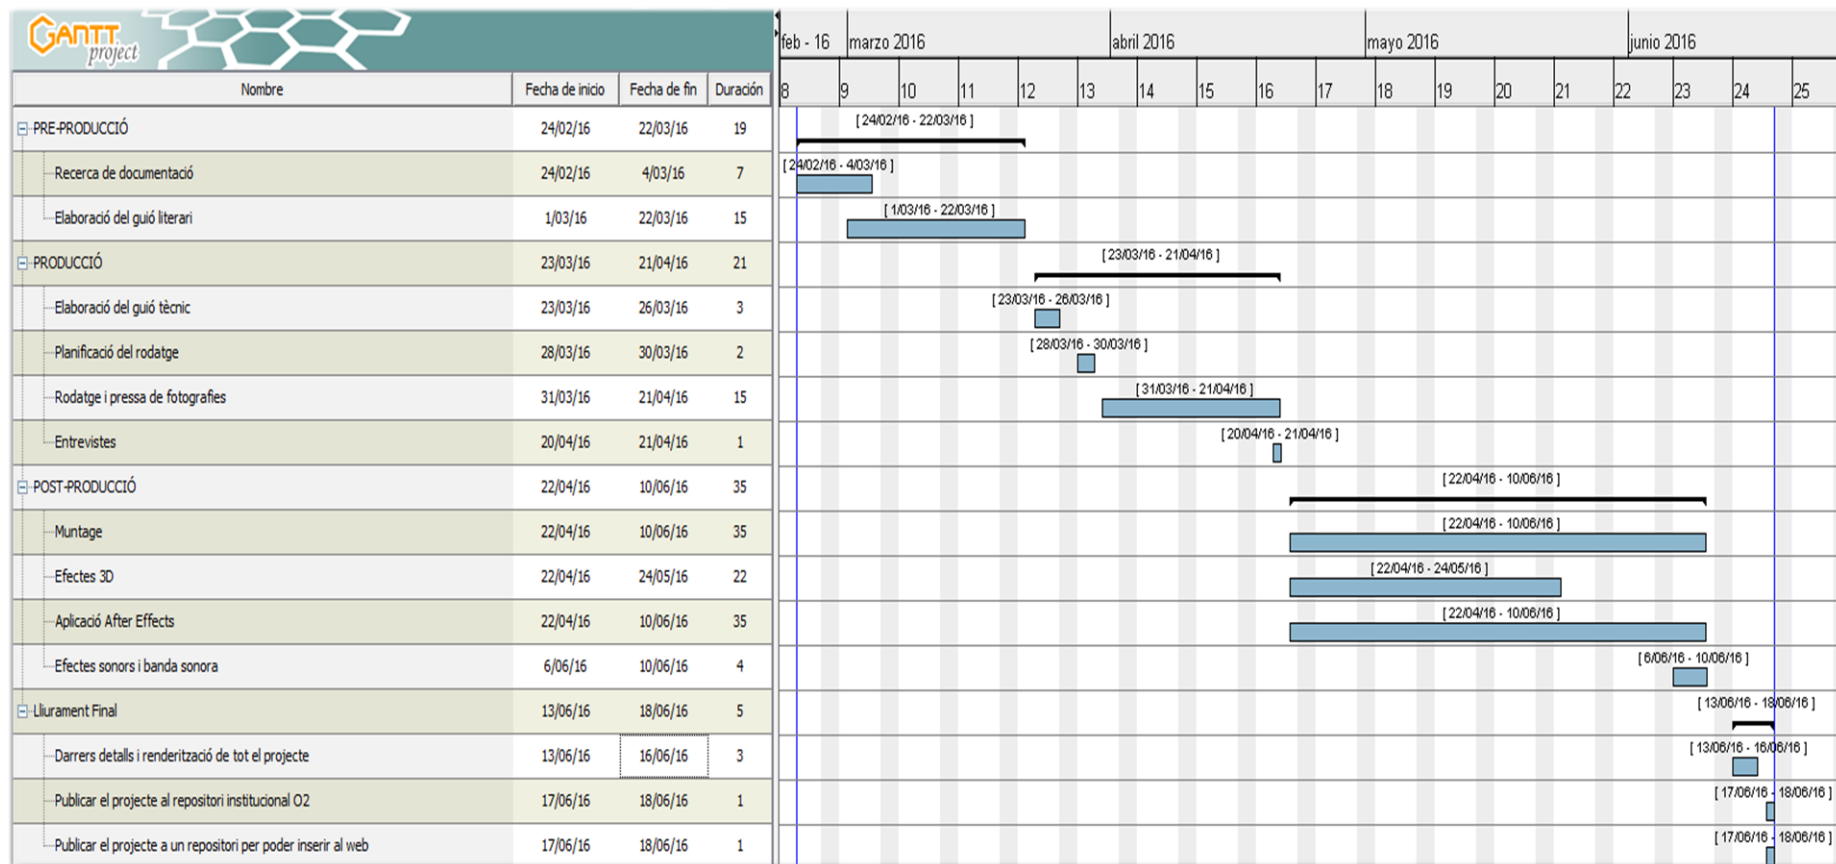 GANTT project
feb - 16 marzo 2016 abril 2016 mayo 2016 junio 2016
Nombre Fecha de inicio Fecha de fin Duración 8 9 10 11 12 13 14 15 16 17 18 19 20 21 22 23 24 25
PRE-PRODUCCIÓ 24/02/16 22/03/16 19 [ 24/02/16 - 22/03/16 ]
Recerca de documentació 24/02/16 4/03/16 7 [ 24/02/16 - 4/03/16 ]
Elaboració del guió literari 1/03/16 22/03/16 15 [ 1/03/16 - 22/03/16 ]
PRODUCCIÓ 23/03/16 21/04/16 21 [ 23/03/16 - 21/04/16 ]
Elaboració del guió tècnic 23/03/16 26/03/16 3 [ 23/03/16 - 26/03/16 ]
Planificació del rodatge 28/03/16 30/03/16 2 [ 28/03/16 - 30/03/16 ]
Rodatge i pressa de fotografies 31/03/16 21/04/16 15 [ 31/03/16 - 21/04/16 ]
Entrevistes 20/04/16 21/04/16 1 [ 20/04/16 - 21/04/16 ]
POST-PRODUCCIÓ 22/04/16 10/06/16 35 [ 22/04/16 - 10/06/16 ]
Muntage 22/04/16 10/06/16 35 [ 22/04/16 - 10/06/16 ]
Efectes 3D 22/04/16 24/05/16 22 [ 22/04/16 - 24/05/16 ]
Aplicació After Effects 22/04/16 10/06/16 35 [ 22/04/16 - 10/06/16 ]
Efectes sonors i banda sonora 6/06/16 10/06/16 4 [ 6/06/16 - 10/06/16 ]
Lliurament Final 13/06/16 18/06/16 5 [ 13/06/16 - 18/06/16 ]
Darrers detalls i renderització de tot el projecte 13/06/16 16/06/16 3 [ 13/06/16 - 16/06/16 ]
Publicar el projecte al repositori institucional O2 17/06/16 18/06/16 1 [ 17/06/16 - 18/06/16 ]
Publicar el projecte a un repositori per poder inserir al web 17/06/16 18/06/16 1 [ 17/06/16 - 18/06/16 ]